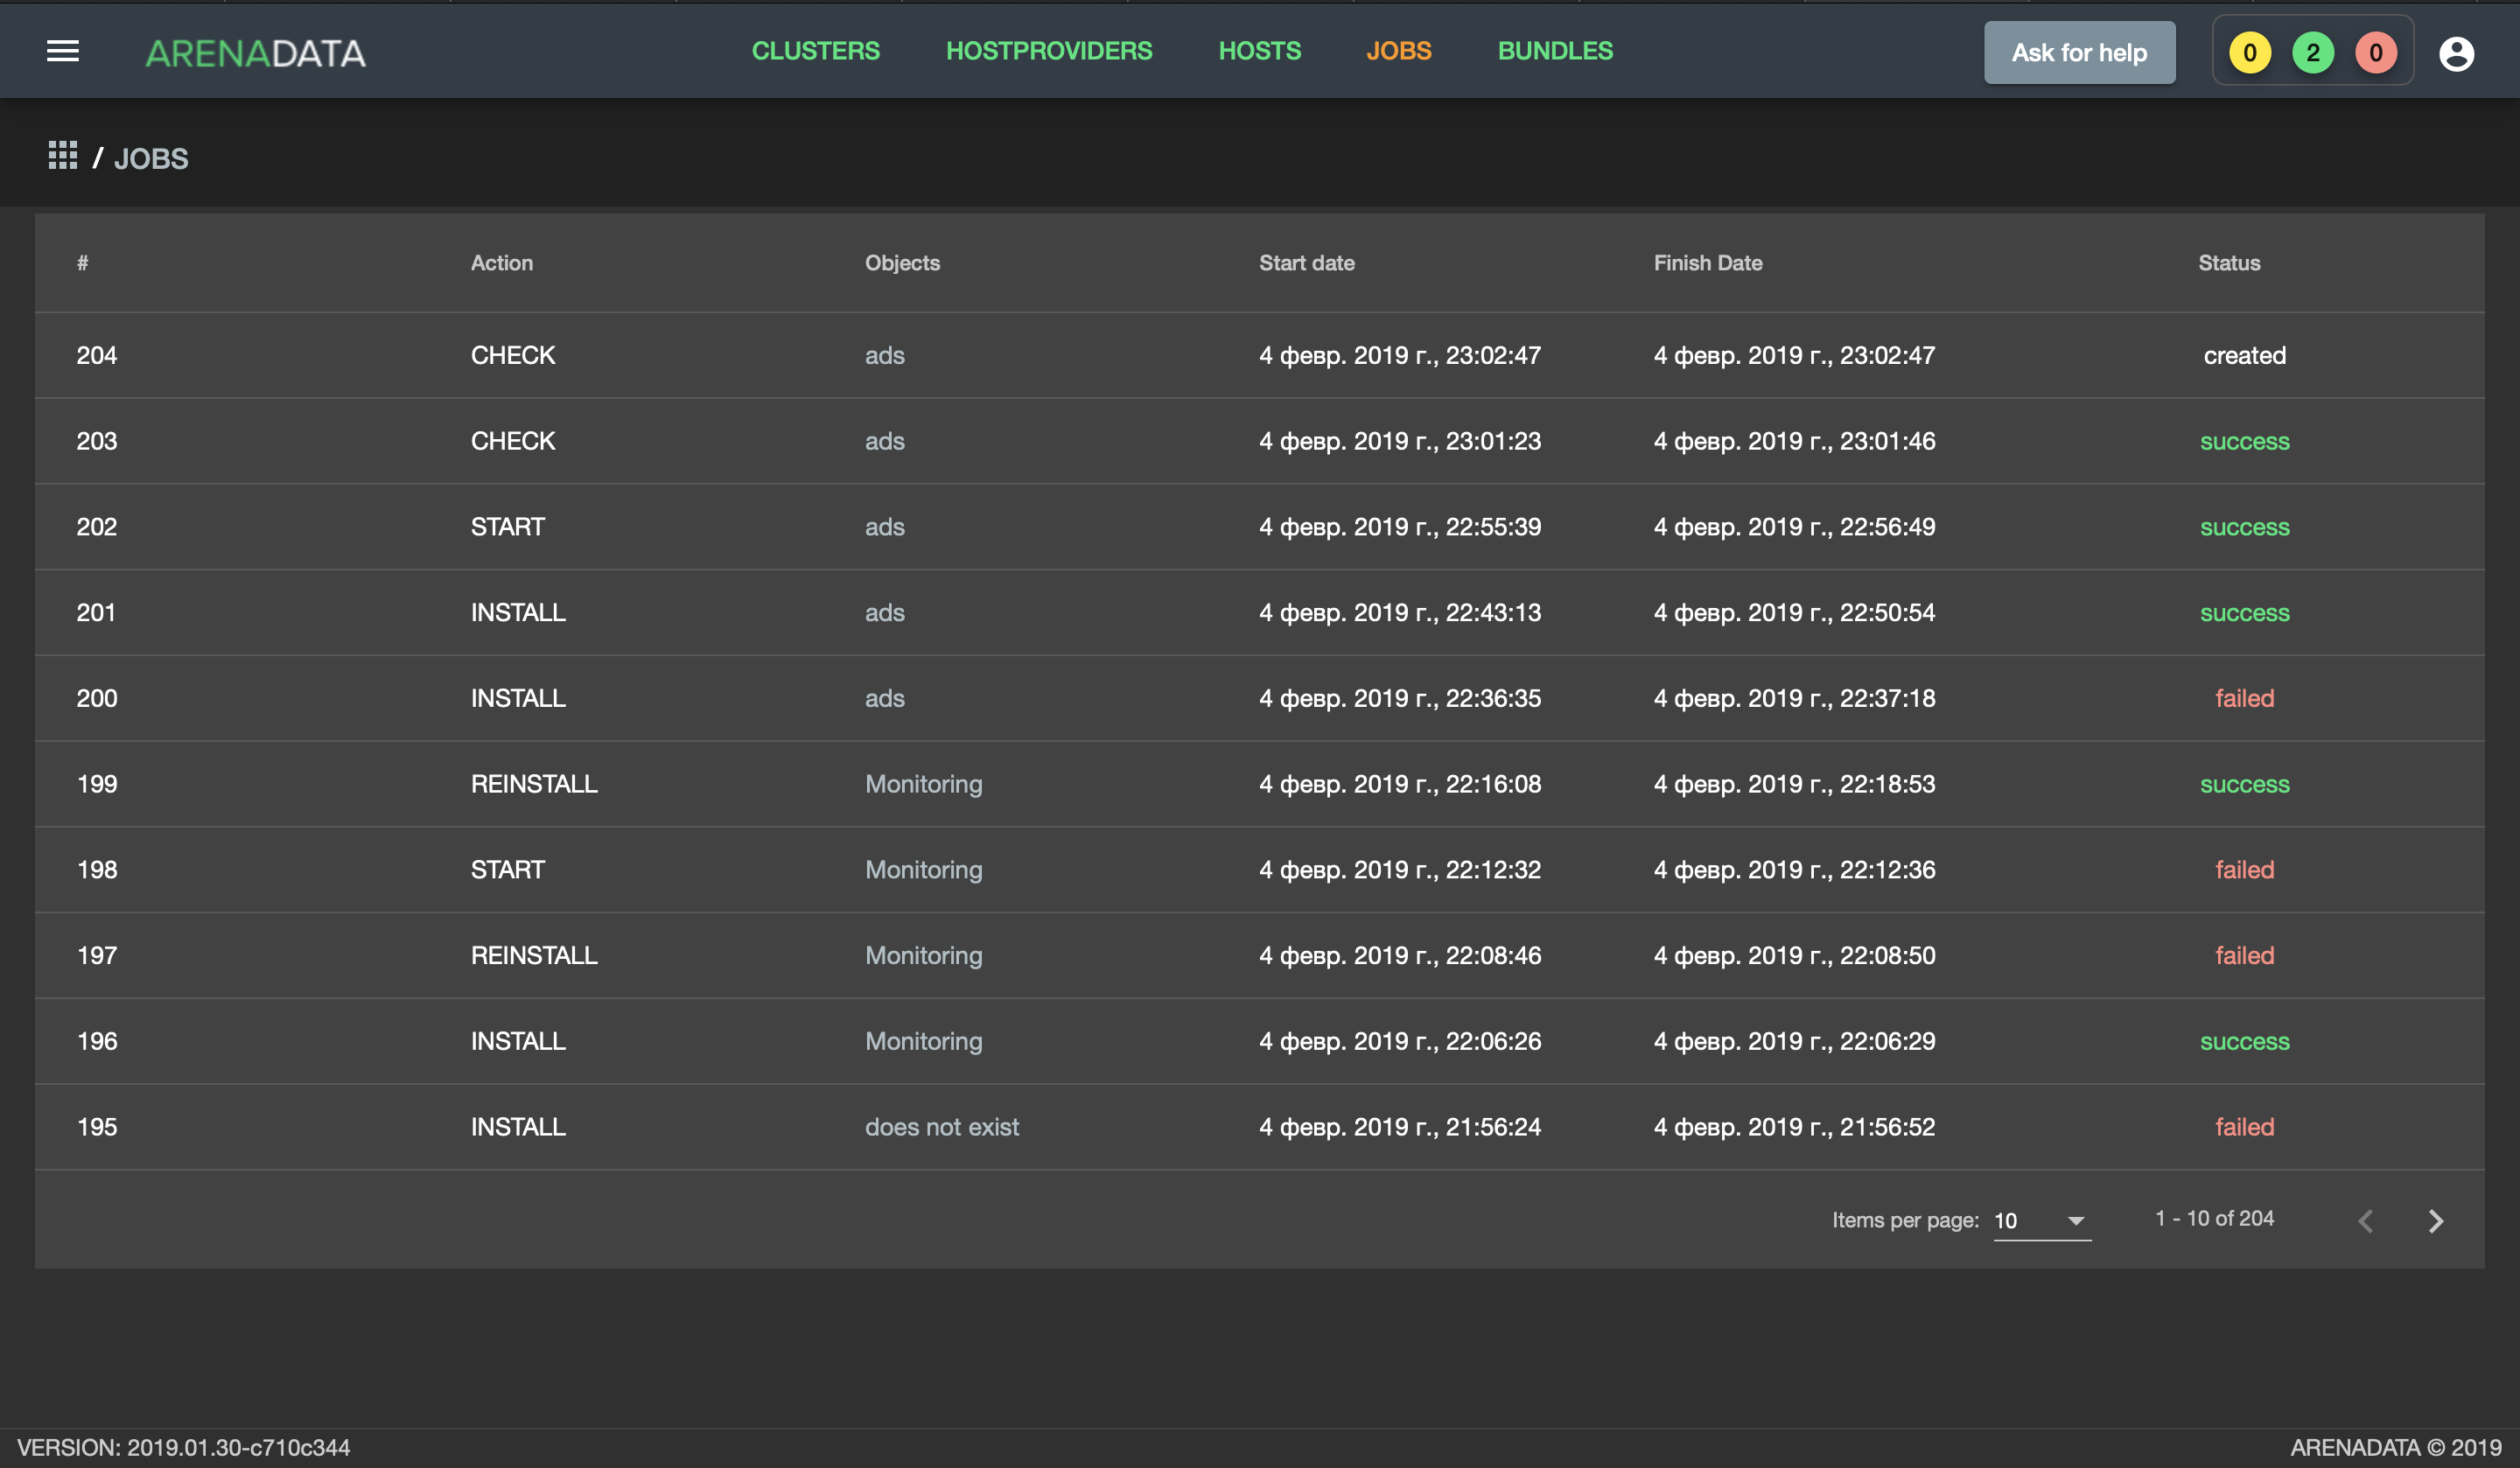 ARENADATA CLUSTERS HOSTPROVIDERS HOSTS JOBS BUNDLES Ask for help 0 2 0
/ JOBS
# Action Objects Start date Finish Date Status
204 CHECK ads 4 февр. 2019 г., 23:02:47 4 февр. 2019 г., 23:02:47 created
203 CHECK ads 4 февр. 2019 г., 23:01:23 4 февр. 2019 г., 23:01:46 success
202 START ads 4 февр. 2019 г., 22:55:39 4 февр. 2019 г., 22:56:49 success
201 INSTALL ads 4 февр. 2019 г., 22:43:13 4 февр. 2019 г., 22:50:54 success
200 INSTALL ads 4 февр. 2019 г., 22:36:35 4 февр. 2019 г., 22:37:18 failed
199 REINSTALL Monitoring 4 февр. 2019 г., 22:16:08 4 февр. 2019 г., 22:18:53 success
198 START Monitoring 4 февр. 2019 г., 22:12:32 4 февр. 2019 г., 22:12:36 failed
197 REINSTALL Monitoring 4 февр. 2019 г., 22:08:46 4 февр. 2019 г., 22:08:50 failed
196 INSTALL Monitoring 4 февр. 2019 г., 22:06:26 4 февр. 2019 г., 22:06:29 success
195 INSTALL does not exist 4 февр. 2019 г., 21:56:24 4 февр. 2019 г., 21:56:52 failed
Items per page: 10 1 - 10 of 204
VERSION: 2019.01.30-c710c344 ARENADATA © 2019